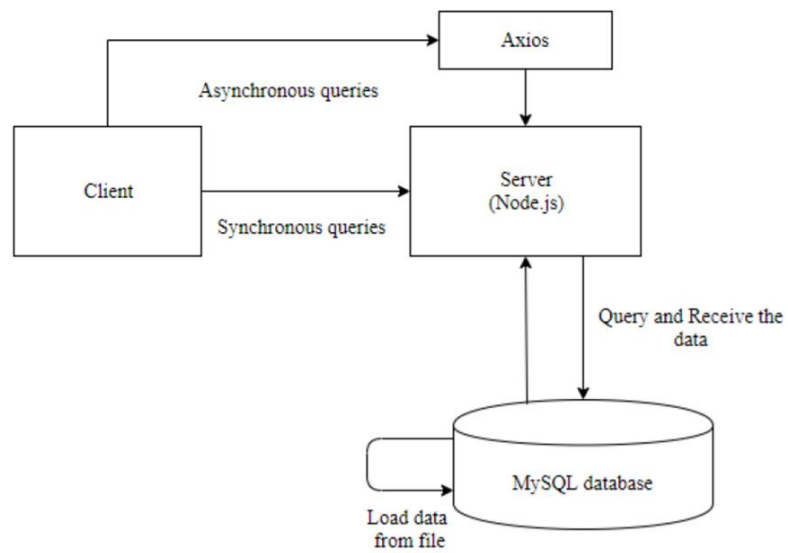 Axios
Asynchronous queries
Client
Server
(Node.js)
Synchronous queries
Query and Receive the
data
MySQL database
Load data
from file